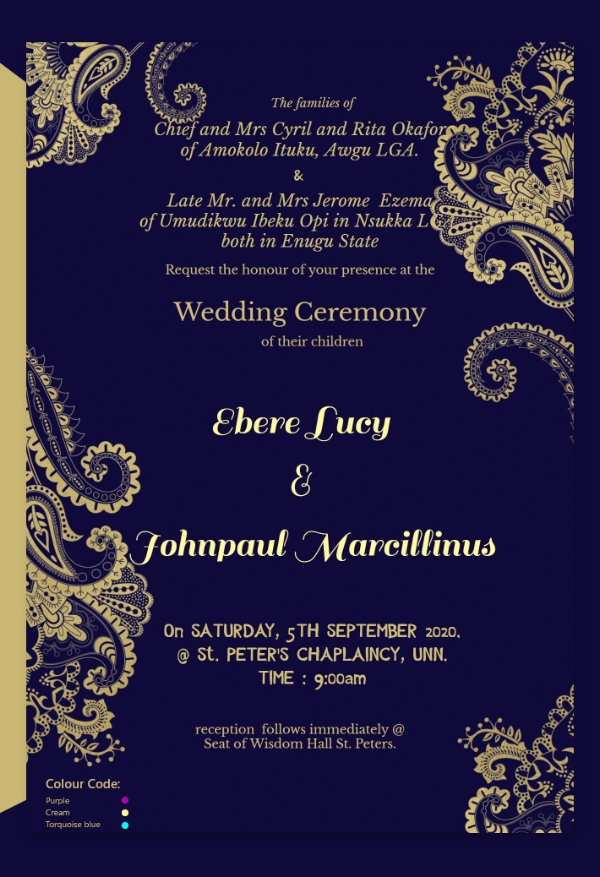 The families of
Chief and Mrs Cyril and Rita Okafor
of Amokolo Ituku, Awgu LGA.
&
Late Mr. and Mrs Jerome Ezema
of Umudikwu Ibeku Opi in Nsukka L
both in Enugu State
Request the honour of your presence at the
Wedding Ceremony
of their children
Ebere Lucy
&
Johnpaul Marcillinus
On SATURDAY, 5TH SEPTEMBER 2020.
@ St. PETER'S CHAPLAINCY, UNN.
TIME : 9:00am
reception follows immediately @
Seat of Wisdom Hall St. Peters.
Colour Code:
Purple
Cream
Torquoise blue